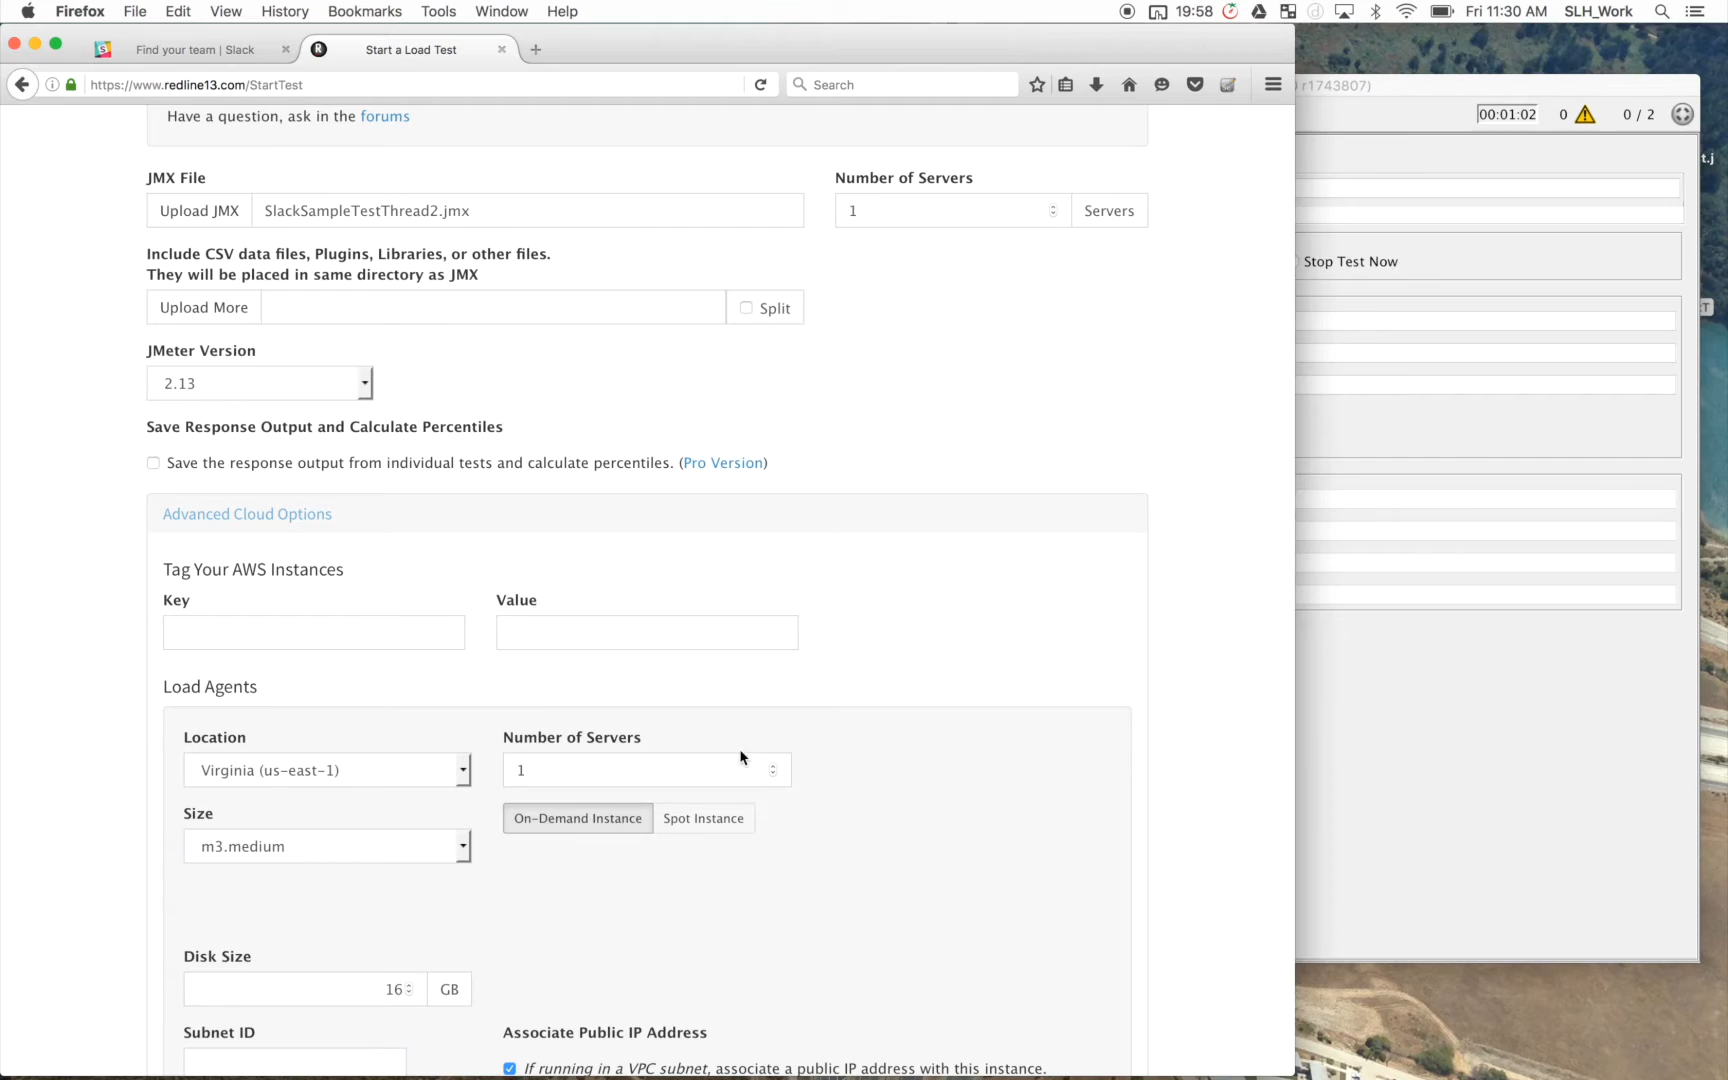 Firefox File Edit View History Bookmarks Tools Window Help 19:58 Fri 11:30 AM SLH_Work
Find your team | Slack
Start a Load Test
https://www.redline13.com/StartTest
Search
r1743807)
00:01:02 0 0 / 2
Have a question, ask in the forums
t.j
JMX File
Number of Servers
Upload JMX SlackSampleTestThread2.jmx
1 Servers
Include CSV data files, Plugins, Libraries, or other files.
They will be placed in same directory as JMX
Stop Test Now
Upload More Split
JMeter Version
2.13
Save Response Output and Calculate Percentiles
Save the response output from individual tests and calculate percentiles. (Pro Version)
Advanced Cloud Options
Tag Your AWS Instances
Key Value
Load Agents
Location Number of Servers
Virginia (us-east-1) 1
Size
On-Demand Instance Spot Instance
m3.medium
Disk Size
16 GB
Subnet ID Associate Public IP Address
If running in a VPC subnet, associate a public IP address with this instance.